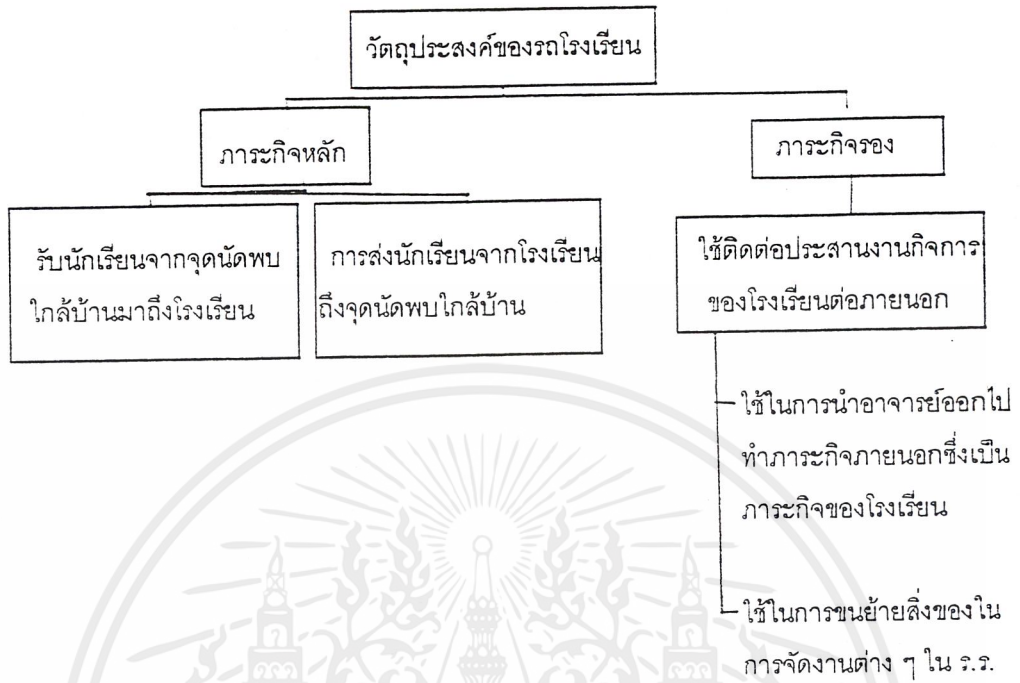 วัตถุประสงค์ของรถโรงเรียน
ภาระกิจหลัก
ภาระกิจรอง
รับนักเรียนจากจุดนัดพบ
ใกล้บ้านมาถึงโรงเรียน
การส่งนักเรียนจากโรงเรียน
ถึงจุดนัดพบใกล้บ้าน
ใช้ติดต่อประสานงานกิจการ
ของโรงเรียนต่อภายนอก
ใช้ในการนำอาจารย์ออกไป
ทำภาระกิจภายนอกซึ่งเป็น
ภาระกิจของโรงเรียน
ใช้ในการขนย้ายสิ่งของใน
การจัดงานต่าง ๆ ใน ร.ร.